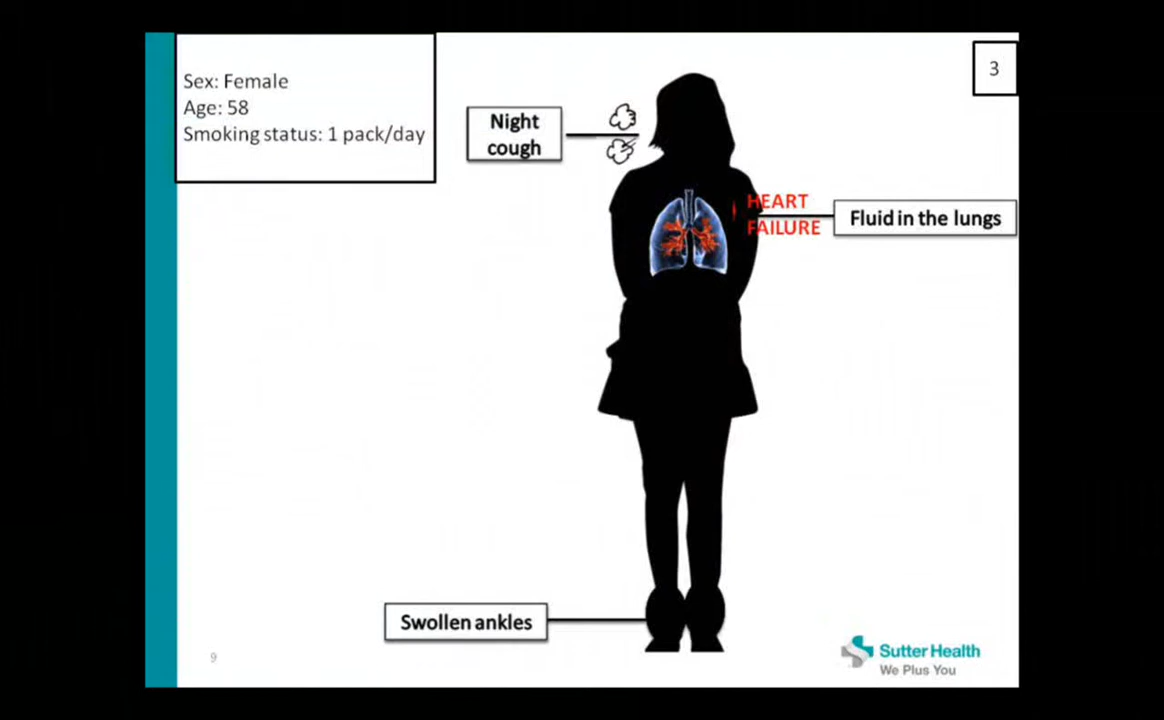 Sex: Female
Age: 58
Smoking status: 1 pack/day
3
Night
cough
HEART
FAILURE
Fluid in the lungs
Swollen ankles
9
Sutter Health
We Plus You